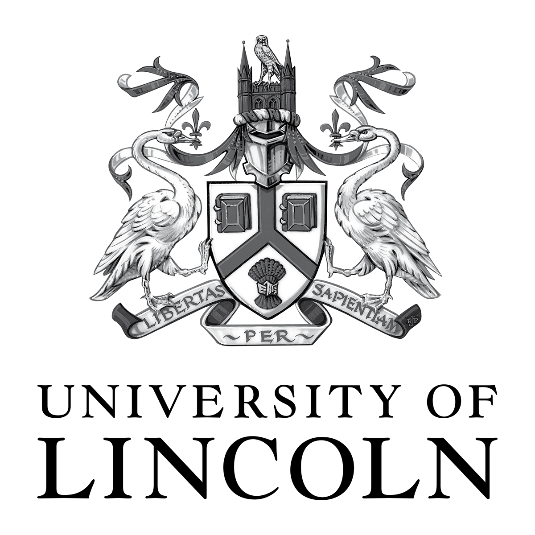 LIBERTAS
~PER~
SAPIENTIAM
UNIVERSITY OF
LINCOLN